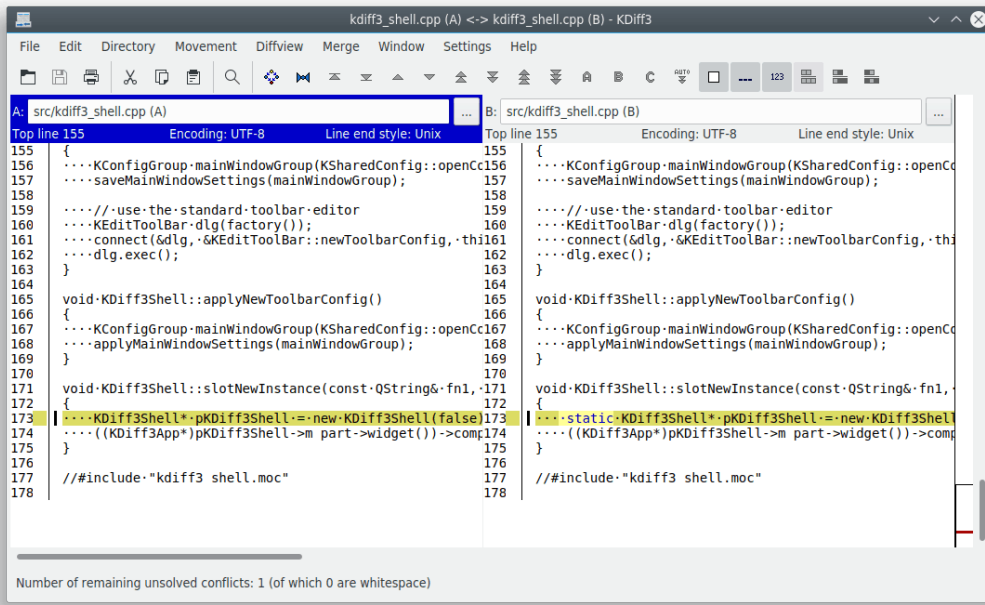 kdiff3_shell.cpp (A) <-> kdiff3_shell.cpp (B) - KDiff3
File Edit Directory Movement Diffview Merge Window Settings Help
A B C AUTO 123
A: src/kdiff3_shell.cpp (A) ...
Top line 155 Encoding: UTF-8 Line end style: Unix
155 {
156 ····KConfigGroup·mainWindowGroup(KSharedConfig::openCo
157 ····saveMainWindowSettings(mainWindowGroup);
158
159 ····//·use·the·standard·toolbar·editor
160 ····KEditToolBar·dlg(factory());
161 ····connect(&dlg,·&KEditToolBar::newToolbarConfig,·thi
162 ····dlg.exec();
163 }
164
165 void·KDiff3Shell::applyNewToolbarConfig()
166 {
167 ····KConfigGroup·mainWindowGroup(KSharedConfig::openCo
168 ····applyMainWindowSettings(mainWindowGroup);
169 }
170
171 void·KDiff3Shell::slotNewInstance(const·QString&·fn1,·
172 {
173 ····KDiff3Shell*·pKDiff3Shell·=·new·KDiff3Shell(false)
174 ····((KDiff3App*)pKDiff3Shell->m part->widget())->comp
175 }
176
177 //#include·"kdiff3 shell.moc"
178
B: src/kdiff3_shell.cpp (B) ...
Top line 155 Encoding: UTF-8 Line end style: Unix
155 {
156 ····KConfigGroup·mainWindowGroup(KSharedConfig::openCo
157 ····saveMainWindowSettings(mainWindowGroup);
158
159 ····//·use·the·standard·toolbar·editor
160 ····KEditToolBar·dlg(factory());
161 ····connect(&dlg,·&KEditToolBar::newToolbarConfig,·thi
162 ····dlg.exec();
163 }
164
165 void·KDiff3Shell::applyNewToolbarConfig()
166 {
167 ····KConfigGroup·mainWindowGroup(KSharedConfig::openCo
168 ····applyMainWindowSettings(mainWindowGroup);
169 }
170
171 void·KDiff3Shell::slotNewInstance(const·QString&·fn1,·
172 {
173 ····static·KDiff3Shell*·pKDiff3Shell·=·new·KDiff3Shell
174 ····((KDiff3App*)pKDiff3Shell->m part->widget())->comp
175 }
176
177 //#include·"kdiff3 shell.moc"
178
Number of remaining unsolved conflicts: 1 (of which 0 are whitespace)